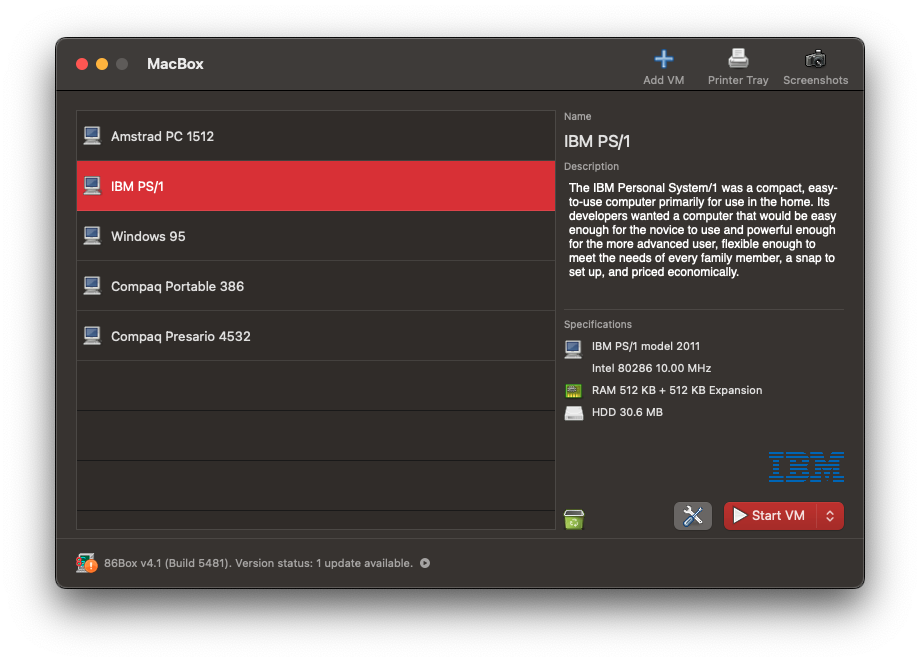 MacBox
Add VM
Printer Tray
Screenshots
Amstrad PC 1512
IBM PS/1
Windows 95
Compaq Portable 386
Compaq Presario 4532
Name
IBM PS/1
Description
The IBM Personal System/1 was a compact, easy-
to-use computer primarily for use in the home. Its
developers wanted a computer that would be easy
enough for the novice to use and powerful enough
for the more advanced user, flexible enough to
meet the needs of every family member, a snap to
set up, and priced economically.
Specifications
IBM PS/1 model 2011
Intel 80286 10.00 MHz
RAM 512 KB + 512 KB Expansion
HDD 30.6 MB
IBM
Start VM
86Box v4.1 (Build 5481). Version status: 1 update available.